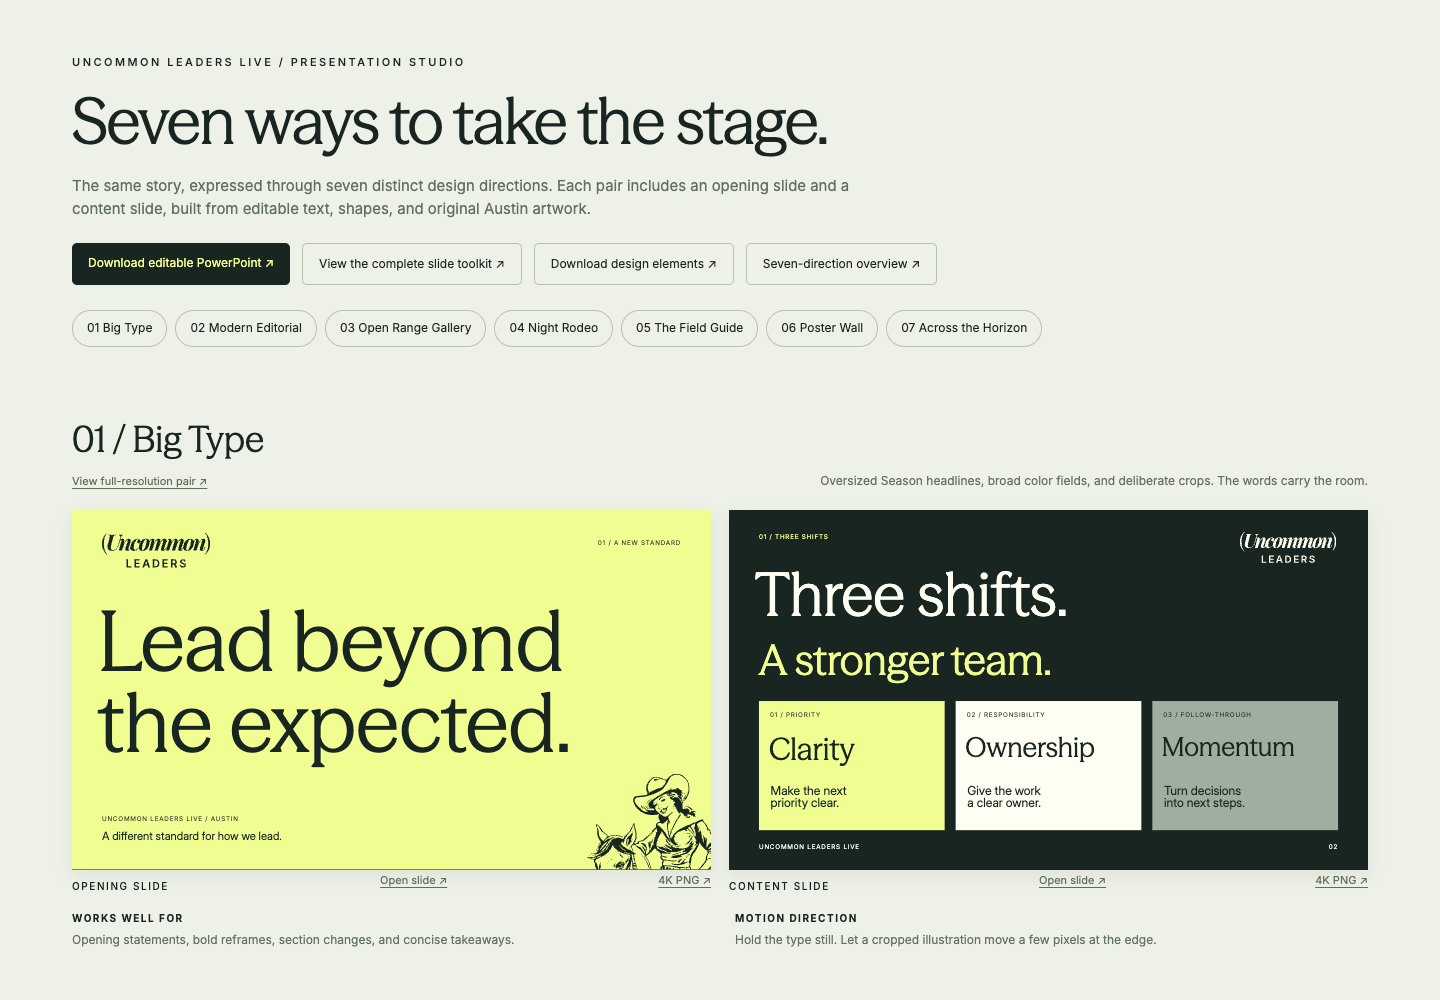 UNCOMMON LEADERS LIVE / PRESENTATION STUDIO
Seven ways to take the stage.
The same story, expressed through seven distinct design directions. Each pair includes an opening slide and a
content slide, built from editable text, shapes, and original Austin artwork.
Download editable PowerPoint ↗
View the complete slide toolkit ↗
Download design elements ↗
Seven-direction overview ↗
01 Big Type
02 Modern Editorial
03 Open Range Gallery
04 Night Rodeo
05 The Field Guide
06 Poster Wall
07 Across the Horizon
01 / Big Type
View full-resolution pair ↗
Oversized Season headlines, broad color fields, and deliberate crops. The words carry the room.
(Uncommon)
LEADERS
01 / A NEW STANDARD
Lead beyond
the expected.
UNCOMMON LEADERS LIVE / AUSTIN
A different standard for how we lead.
OPENING SLIDE
Open slide ↗
4K PNG ↗
WORKS WELL FOR
Opening statements, bold reframes, section changes, and concise takeaways.
01 / THREE SHIFTS
(Uncommon)
LEADERS
Three shifts.
A stronger team.
01 / PRIORITY
Clarity
Make the next
priority clear.
02 / RESPONSIBILITY
Ownership
Give the work
a clear owner.
03 / FOLLOW-THROUGH
Momentum
Turn decisions
into next steps.
UNCOMMON LEADERS LIVE
02
CONTENT SLIDE
Open slide ↗
4K PNG ↗
MOTION DIRECTION
Hold the type still. Let a cropped illustration move a few pixels at the edge.